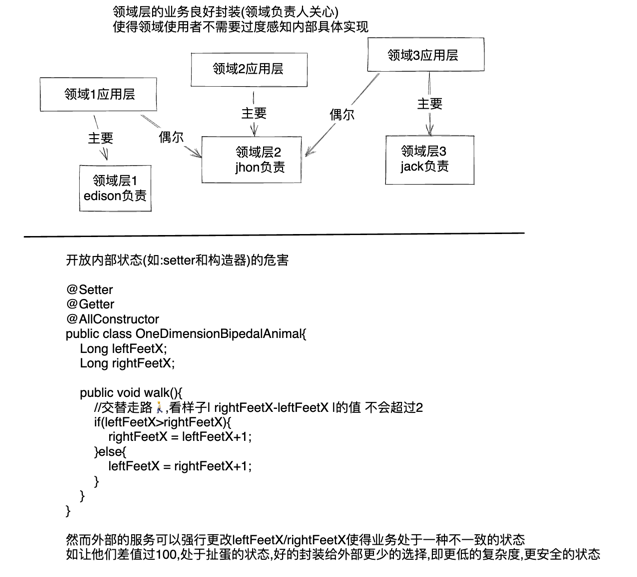 领域层的业务良好封装(领域负责人关心)
使得领域使用者不需要过度感知内部具体实现
领域1应用层
领域2应用层
领域3应用层
主要
偶尔
主要
偶尔
主要
领域层1
edison负责
领域层2
jhon负责
领域层3
jack负责
开放内部状态(如:setter和构造器)的危害
@Setter
@Getter
@AllConstructor
public class OneDimensionBipedalAnimal{
Long leftFeetX;
Long rightFeetX;
public void walk(){
//交替走路🚶,看样子| rightFeetX-leftFeetX |的值 不会超过2
if(leftFeetX>rightFeetX){
rightFeetX = leftFeetX+1;
}else{
leftFeetX = rightFeetX+1;
}
}
}
然而外部的服务可以强行更改leftFeetX/rightFeetX使得业务处于一种不一致的状态
如让他们差值过100,处于扯蛋的状态,好的封装给外部更少的选择,即更低的复杂度,更安全的状态